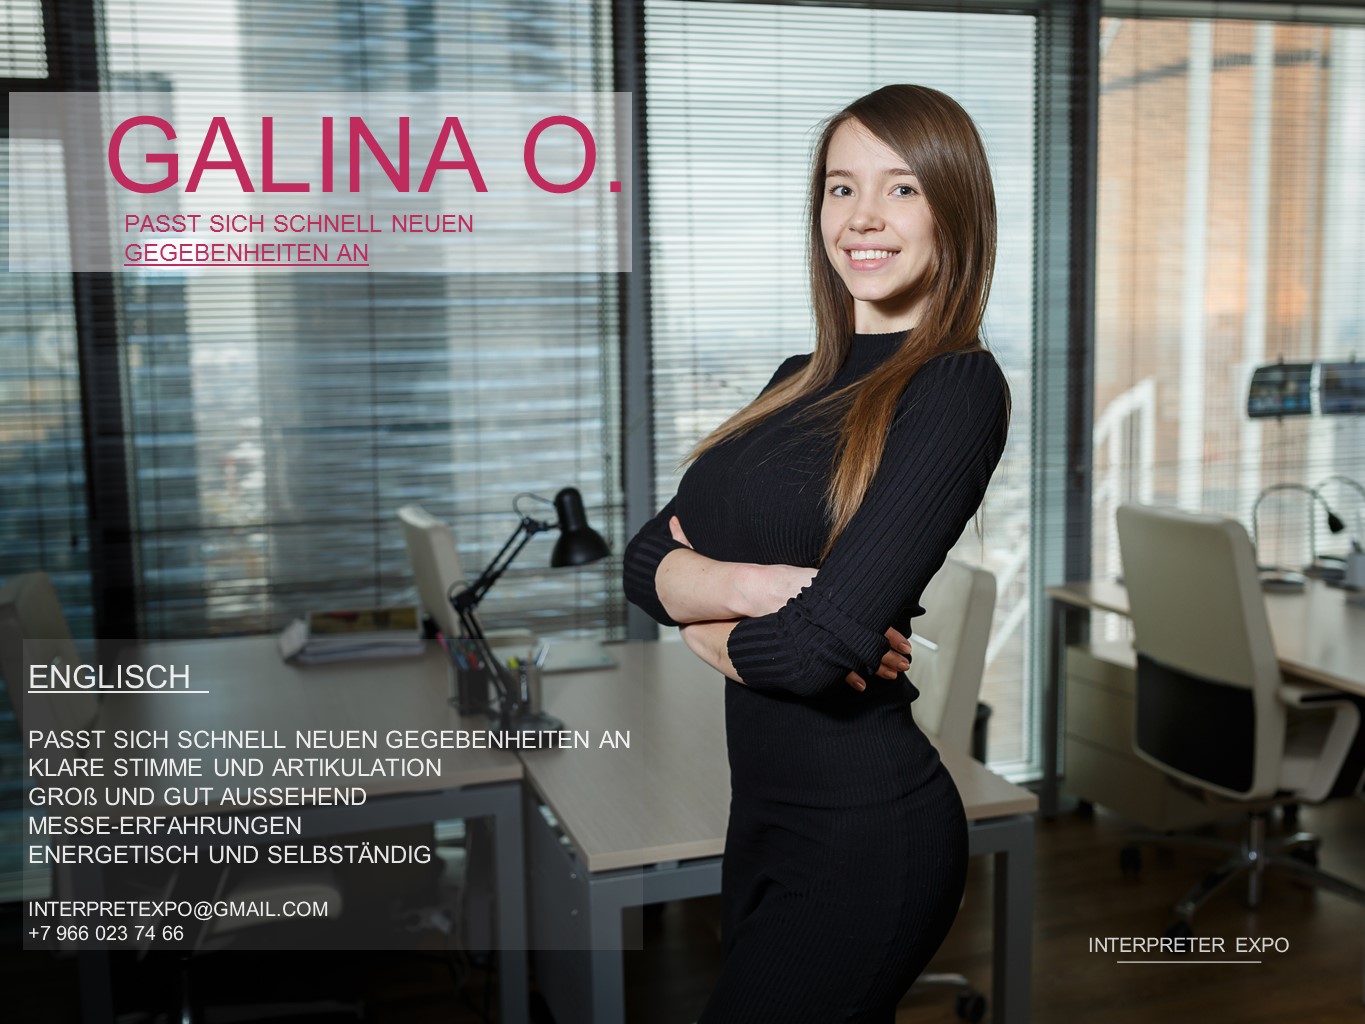 GALINA O.
PASST SICH SCHNELL NEUEN
GEGEBENHEITEN AN
ENGLISCH
PASST SICH SCHNELL NEUEN GEGEBENHEITEN AN
KLARE STIMME UND ARTIKULATION
GROß UND GUT AUSSEHEND
MESSE-ERFAHRUNGEN
ENERGETISCH UND SELBSTÄNDIG
INTERPRETEXPO@GMAIL.COM
+7 966 023 74 66
INTERPRETER EXPO